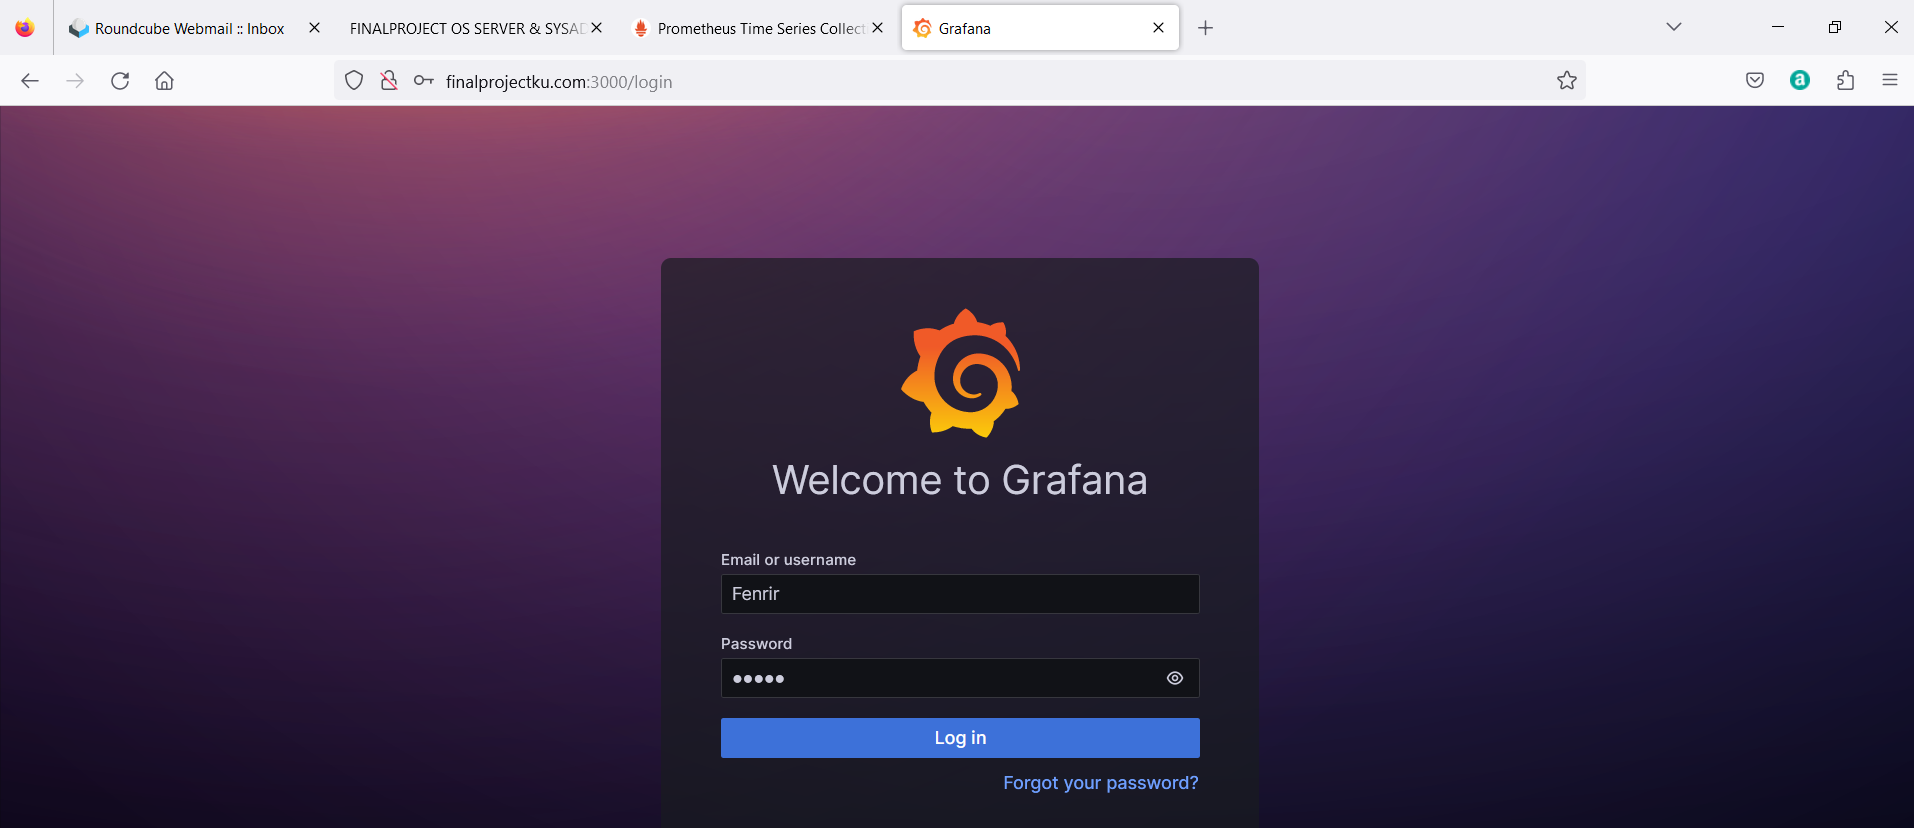 Roundcube Webmail :: Inbox
FINALPROJECT OS SERVER & SYSAD
Prometheus Time Series Collect
Grafana
finalprojectku.com:3000/login
Welcome to Grafana
Email or username
Fenrir
Password
Log in
Forgot your password?